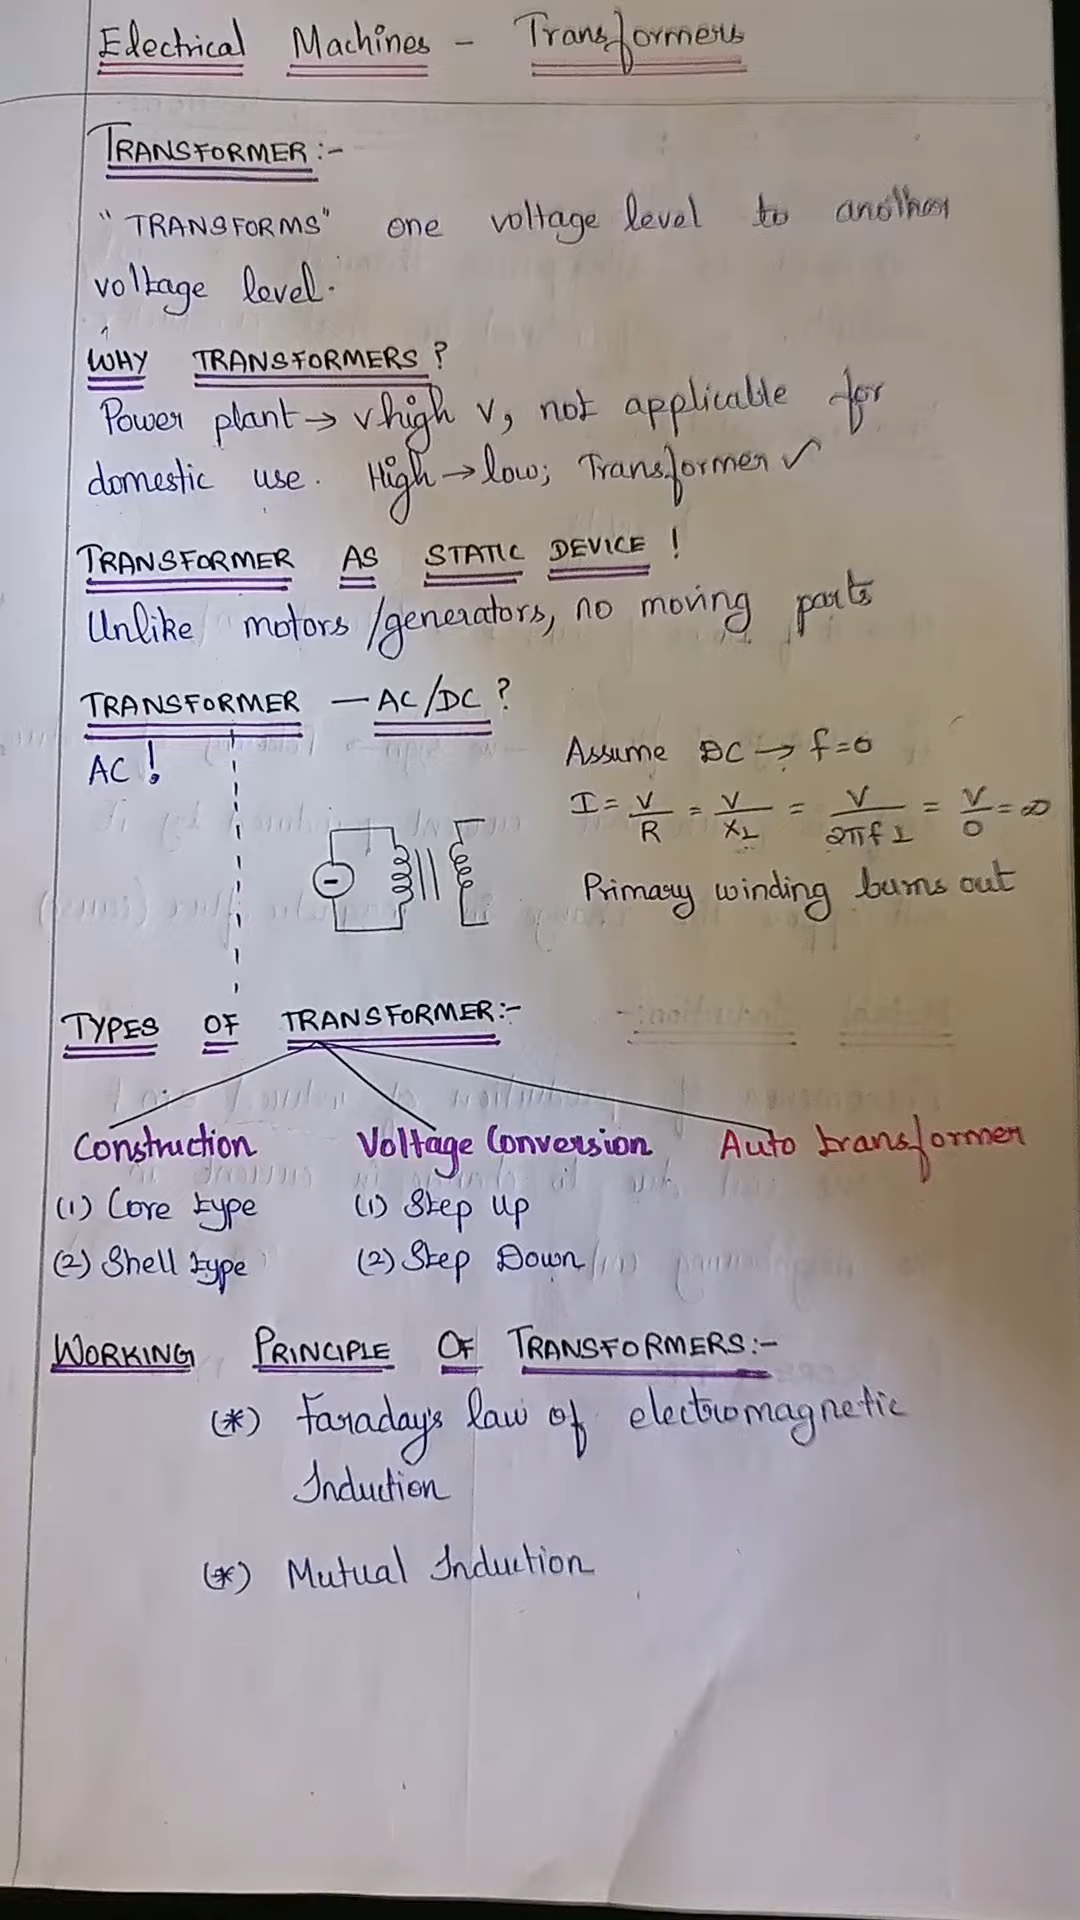 Electrical Machines - Transformers
TRANSFORMER :-
"TRANSFORMS" one voltage level to another
voltage level.
WHY TRANSFORMERS?
Power plant → v high v, not applicable for
domestic use. High → low; Transformer ✓
TRANSFORMER AS STATIC DEVICE !
Unlike motors /generators, no moving parts
TRANSFORMER - AC/DC ?
AC !
Assume DC → f=0
I = V/R = V/XL = V/2πfL = V/0 = ∞
Primary winding burns out
TYPES OF TRANSFORMER:-
Construction Voltage Conversion Auto transformer
(1) Core type (1) Step Up
(2) Shell type (2) Step Down
WORKING PRINCIPLE OF TRANSFORMERS:-
(*) Faraday's law of electromagnetic
Induction
(*) Mutual Induction